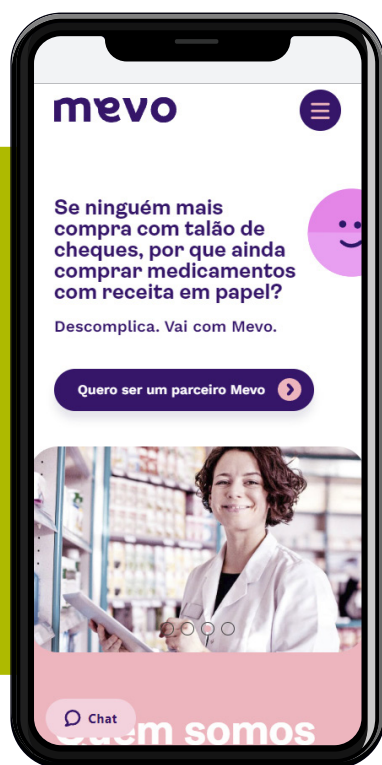 mevo
Se ninguém mais
compra com talão de
cheques, por que ainda
comprar medicamentos
com receita em papel?
Descomplica. Vai com Mevo.
Quero ser um parceiro Mevo
Quem somos
Chat